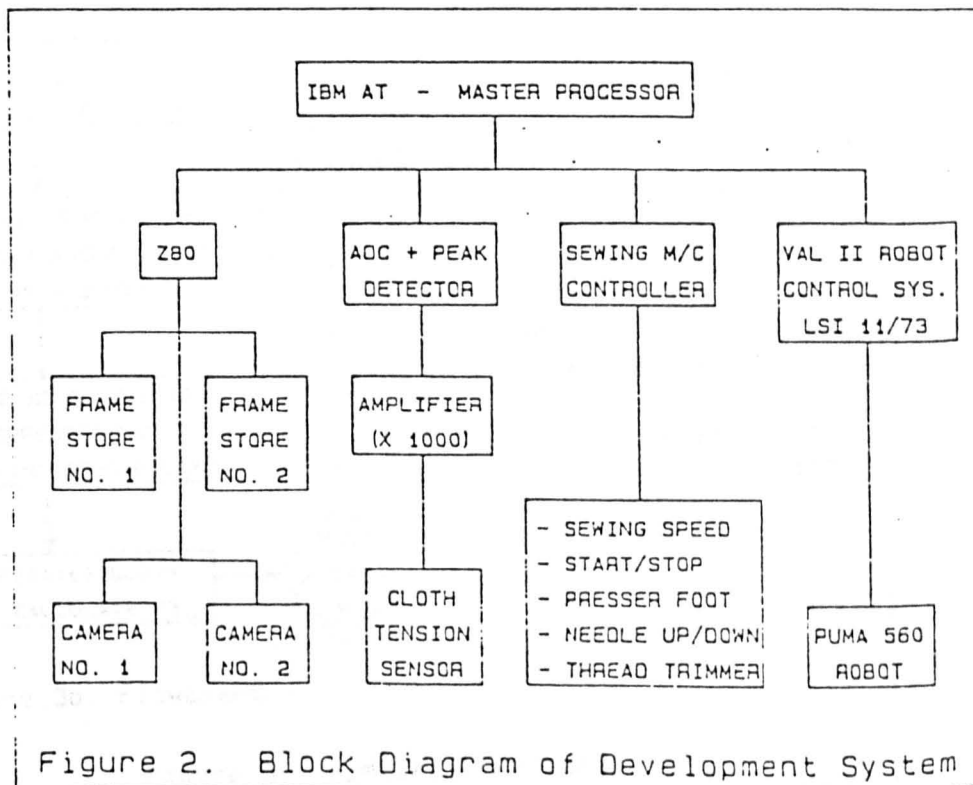 IBM AT - MASTER PROCESSOR
Z80
ADC + PEAK
DETECTOR
SEWING M/C
CONTROLLER
VAL II ROBOT
CONTROL SYS.
LSI 11/73
FRAME
STORE
NO. 1
FRAME
STORE
NO. 2
AMPLIFIER
(X 1000)
- SEWING SPEED
- START/STOP
- PRESSER FOOT
- NEEDLE UP/DOWN
- THREAD TRIMMER
CAMERA
NO. 1
CAMERA
NO. 2
CLOTH
TENSION
SENSOR
PUMA 560
ROBOT
Figure 2. Block Diagram of Development System